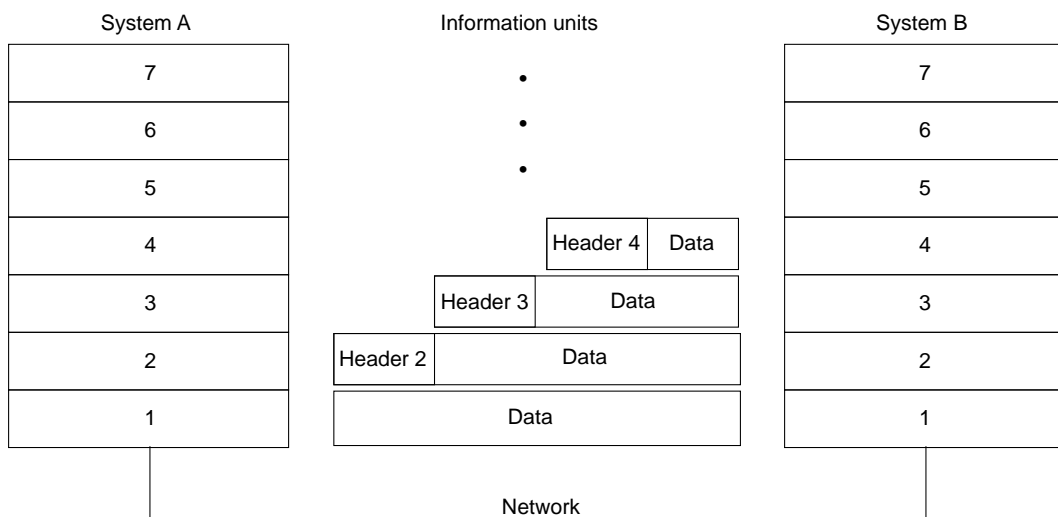 System A Information units System B
7 • 7
6 • 6
5 • 5
4 Header 4 Data 4
3 Header 3 Data 3
2 Header 2 Data 2
1 Data 1
Network